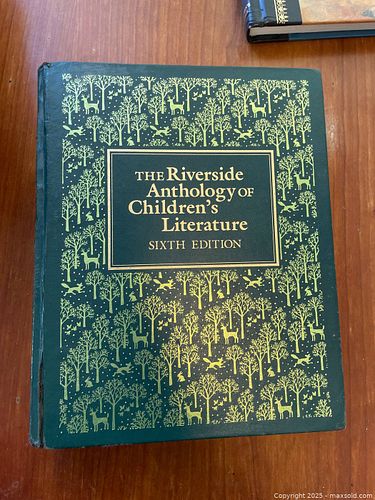 THE Riverside
Anthology OF
Children's
Literature
SIXTH EDITION
Copyright 2025 - maxsold.com